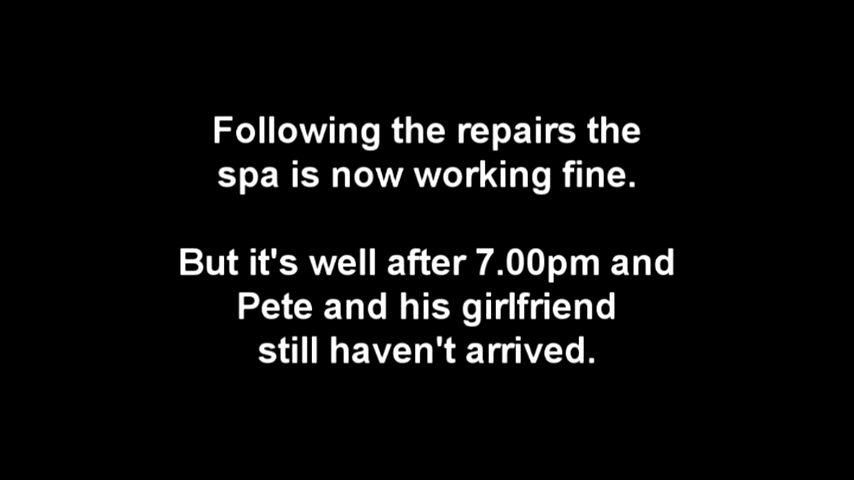 Following the repairs the
spa is now working fine.
But it's well after 7.00pm and
Pete and his girlfriend
still haven't arrived.